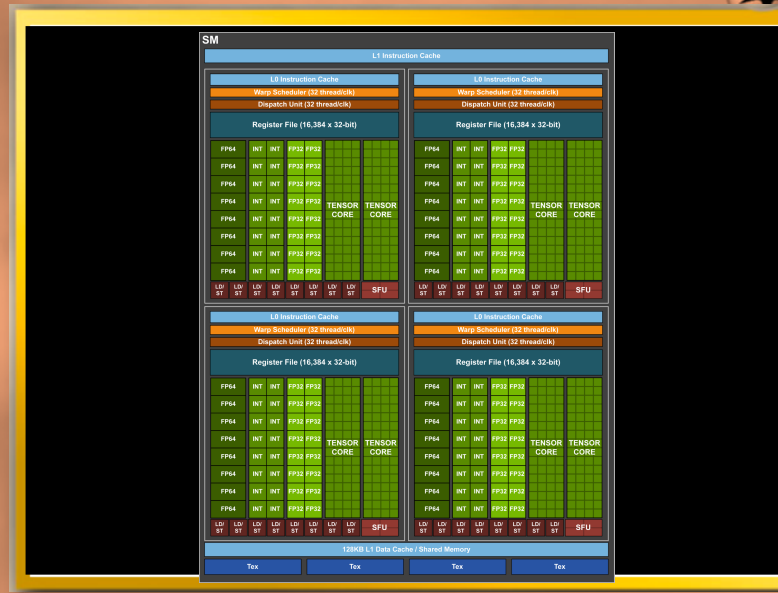 SM
L1 Instruction Cache
L0 Instruction Cache L0 Instruction Cache
Warp Scheduler (32 thread/clk) Warp Scheduler (32 thread/clk)
Dispatch Unit (32 thread/clk) Dispatch Unit (32 thread/clk)
Register File (16,384 x 32-bit) Register File (16,384 x 32-bit)
FP64 INT INT FP32 FP32 FP64 INT INT FP32 FP32
FP64 INT INT FP32 FP32 FP64 INT INT FP32 FP32
FP64 INT INT FP32 FP32 FP64 INT INT FP32 FP32
FP64 INT INT FP32 FP32 TENSOR TENSOR FP64 INT INT FP32 FP32 TENSOR TENSOR
FP64 INT INT FP32 FP32 CORE CORE FP64 INT INT FP32 FP32 CORE CORE
FP64 INT INT FP32 FP32 FP64 INT INT FP32 FP32
FP64 INT INT FP32 FP32 FP64 INT INT FP32 FP32
FP64 INT INT FP32 FP32 FP64 INT INT FP32 FP32
LD/ LD/ LD/ LD/ LD/ LD/ LD/ LD/ SFU LD/ LD/ LD/ LD/ LD/ LD/ LD/ LD/ SFU
ST ST ST ST ST ST ST ST ST ST ST ST ST ST ST ST
L0 Instruction Cache L0 Instruction Cache
Warp Scheduler (32 thread/clk) Warp Scheduler (32 thread/clk)
Dispatch Unit (32 thread/clk) Dispatch Unit (32 thread/clk)
Register File (16,384 x 32-bit) Register File (16,384 x 32-bit)
FP64 INT INT FP32 FP32 FP64 INT INT FP32 FP32
FP64 INT INT FP32 FP32 FP64 INT INT FP32 FP32
FP64 INT INT FP32 FP32 FP64 INT INT FP32 FP32
FP64 INT INT FP32 FP32 TENSOR TENSOR FP64 INT INT FP32 FP32 TENSOR TENSOR
FP64 INT INT FP32 FP32 CORE CORE FP64 INT INT FP32 FP32 CORE CORE
FP64 INT INT FP32 FP32 FP64 INT INT FP32 FP32
FP64 INT INT FP32 FP32 FP64 INT INT FP32 FP32
FP64 INT INT FP32 FP32 FP64 INT INT FP32 FP32
LD/ LD/ LD/ LD/ LD/ LD/ LD/ LD/ SFU LD/ LD/ LD/ LD/ LD/ LD/ LD/ LD/ SFU
ST ST ST ST ST ST ST ST ST ST ST ST ST ST ST ST
128KB L1 Data Cache / Shared Memory
Tex Tex Tex Tex